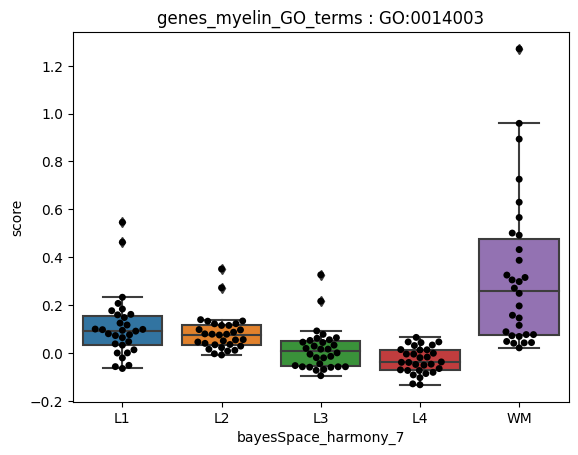 genes_myelin_GO_terms : GO:0014003
score
1.2
1.0
0.8
0.6
0.4
0.2
0.0
−0.2
L1 L2 L3 L4 WM
bayesSpace_harmony_7